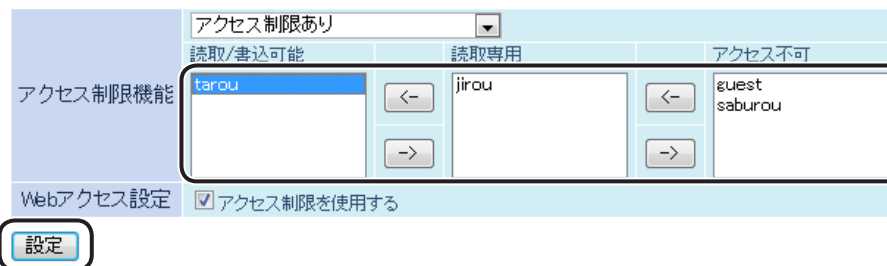 アクセス制限あり
読取/書込可能 読取専用 アクセス不可
アクセス制限機能 tarou <- jirou <- guest
saburou
-> ->
Webアクセス設定 アクセス制限を使用する
設定